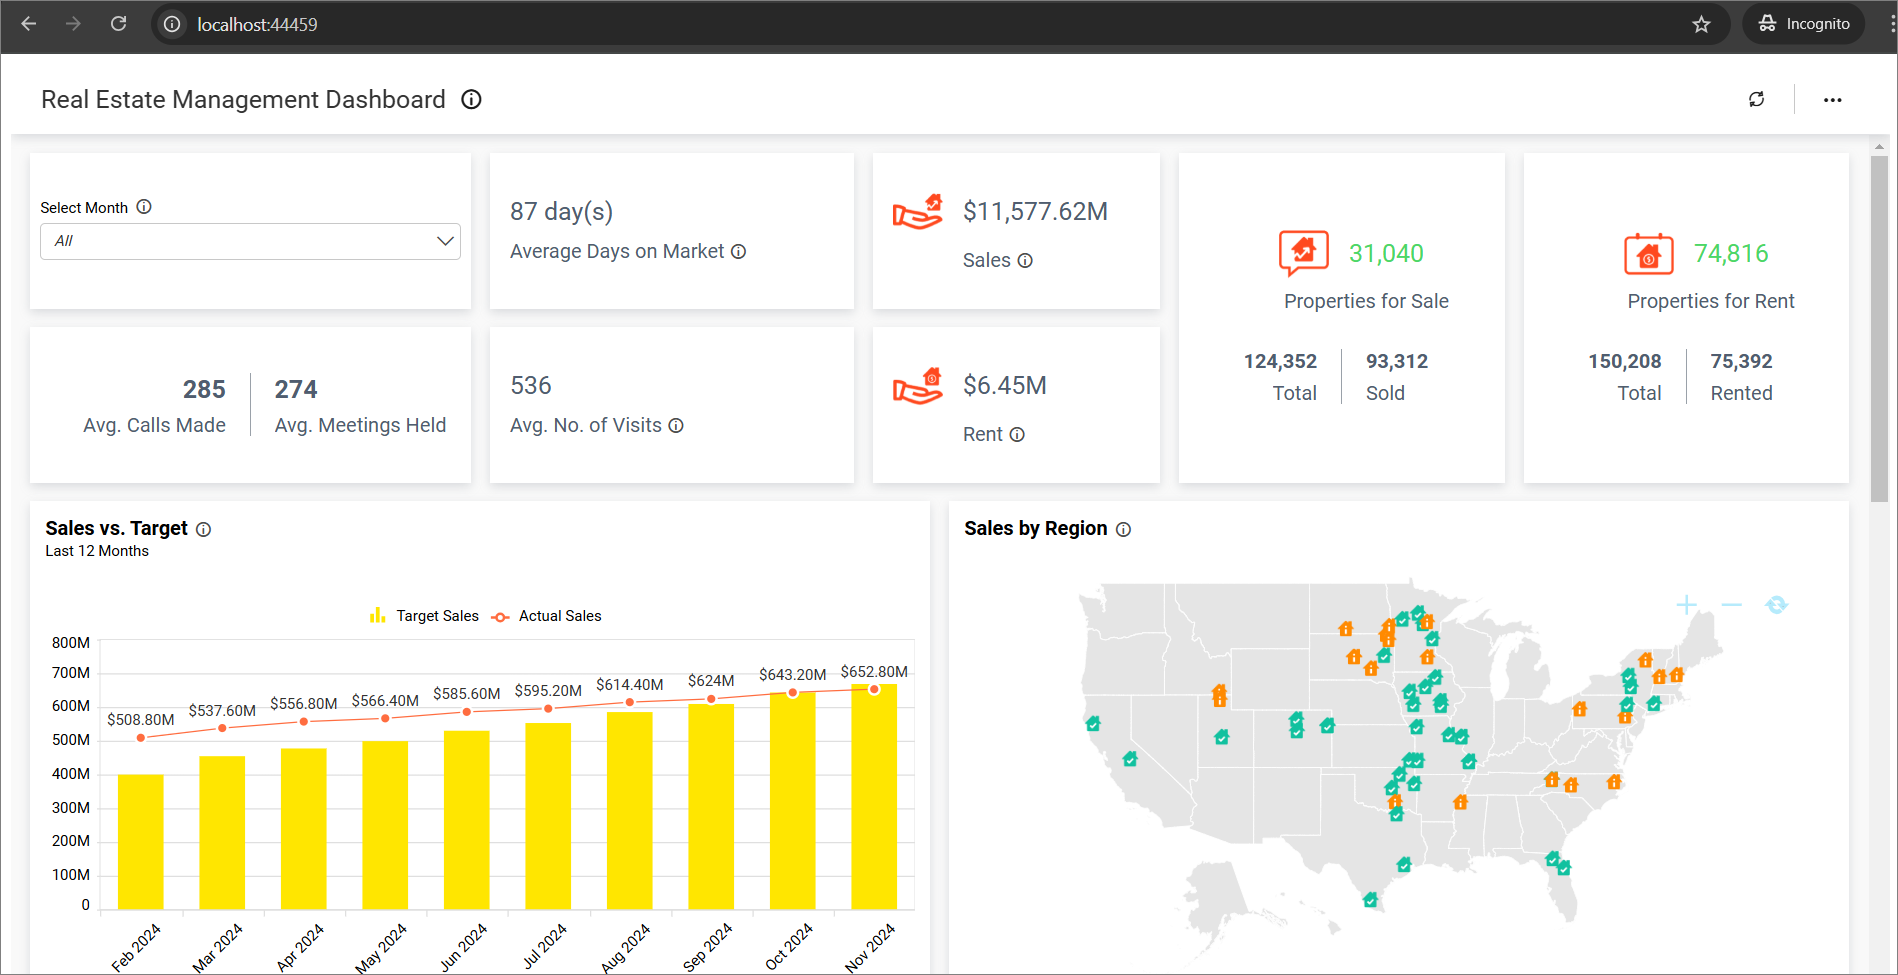 localhost:44459
Incognito
Real Estate Management Dashboard
Select Month
All
87 day(s)
Average Days on Market
$11,577.62M
Sales
31,040
Properties for Sale
124,352
Total
93,312
Sold
74,816
Properties for Rent
150,208
Total
75,392
Rented
285
Avg. Calls Made
274
Avg. Meetings Held
536
Avg. No. of Visits
$6.45M
Rent
Sales vs. Target
Last 12 Months
Target Sales
Actual Sales
800M
700M
600M
500M
400M
300M
200M
100M
0
$508.80M
$537.60M
$556.80M
$566.40M
$585.60M
$595.20M
$614.40M
$624M
$643.20M
$652.80M
Feb 2024
Mar 2024
Apr 2024
May 2024
Jun 2024
Jul 2024
Aug 2024
Sep 2024
Oct 2024
Nov 2024
Sales by Region